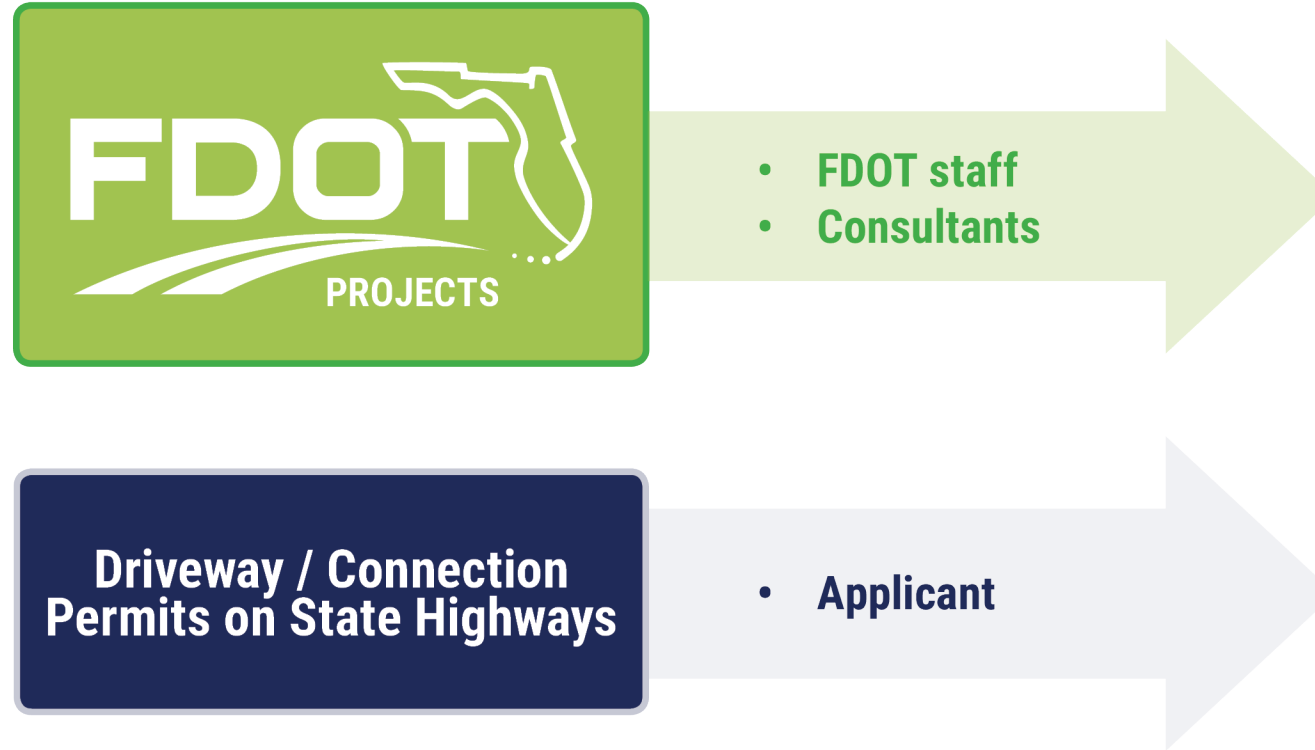 FDOT
PROJECTS
• FDOT staff
• Consultants
Driveway / Connection
Permits on State Highways
• Applicant